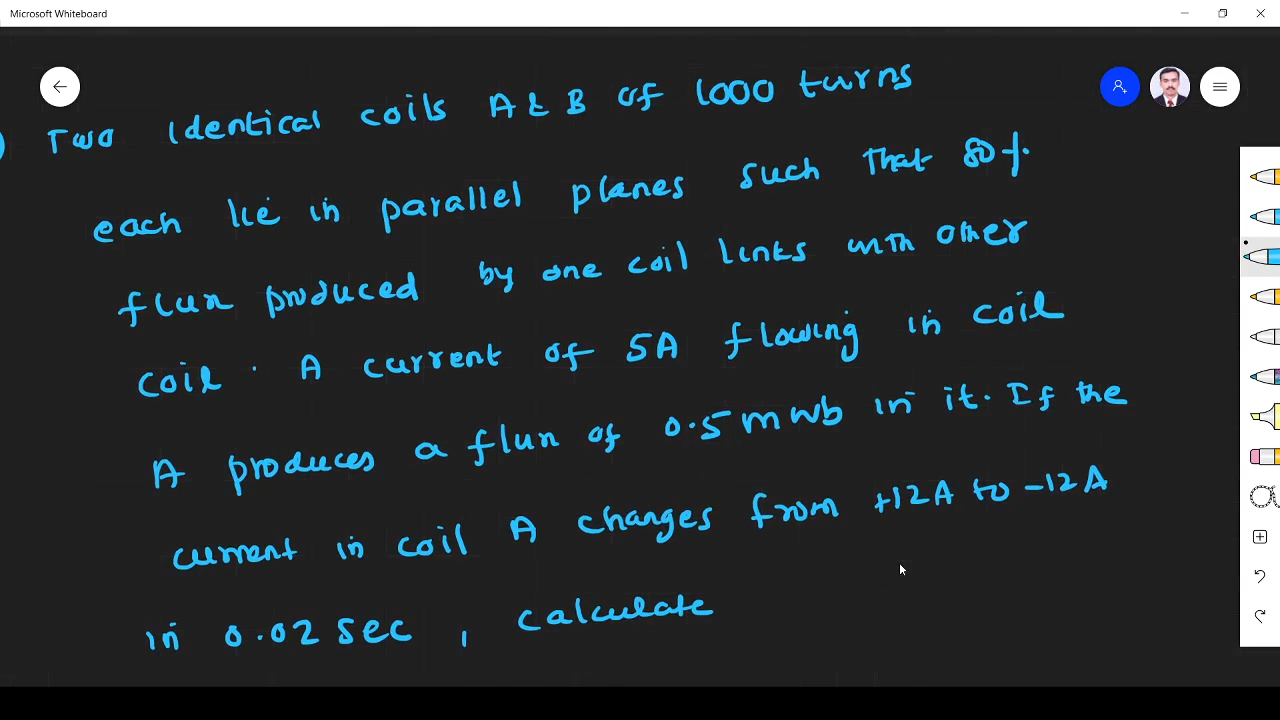 Microsoft Whiteboard
Two identical coils A & B of 1000 turns
each lie in parallel planes such that 80%
flux produced by one coil links with other
coil. A current of 5A flowing in coil
A produces a flux of 0.5 mwb in it. If the
current in coil A changes from +12A to -12A
in 0.02 sec, calculate